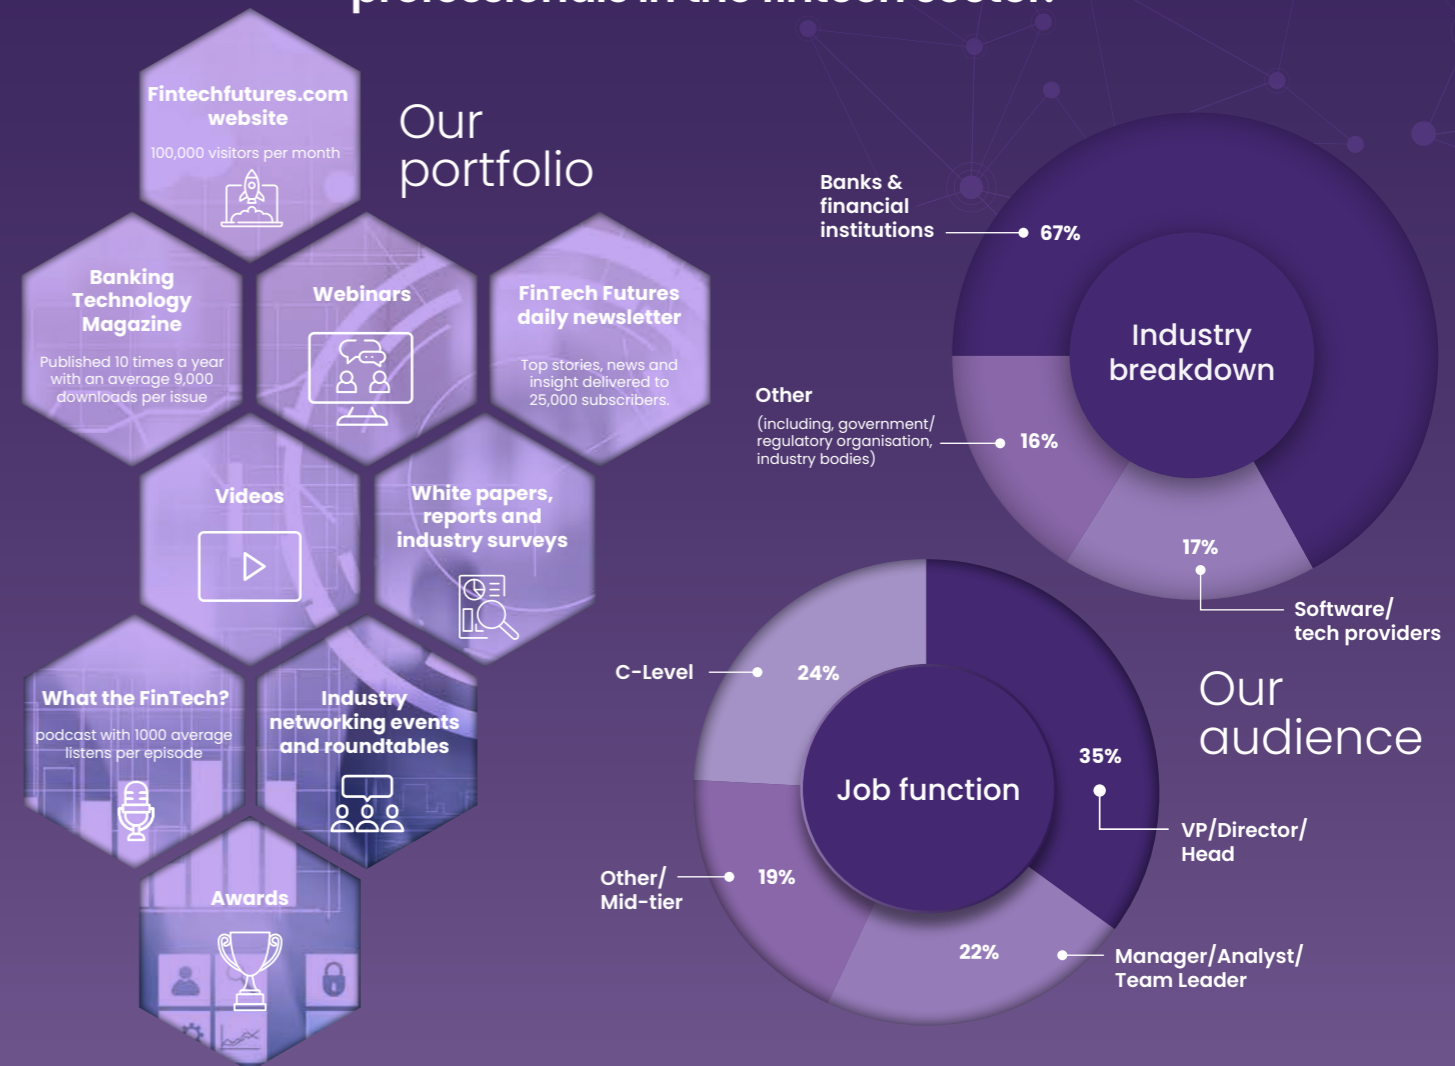 professionals in the fintech sector.
Fintechfutures.com
website
100,000 visitors per month
Our
portfolio
Banking
Technology
Magazine
Published 10 times a year
with an average 9,000
downloads per issue
Webinars
FinTech Futures
daily newsletter
Top stories, news and
insight delivered to
25,000 subscribers.
Videos
White papers,
reports and
industry surveys
What the FinTech?
podcast with 1000 average
listens per episode
Industry
networking events
and roundtables
Awards
Banks &
financial
institutions
67%
Industry
breakdown
Other
(including, government/
regulatory organisation,
industry bodies)
16%
17%
Software/
tech providers
Our
audience
C-Level
24%
Job function
35%
VP/Director/
Head
Other/
Mid-tier
19%
22%
Manager/Analyst/
Team Leader